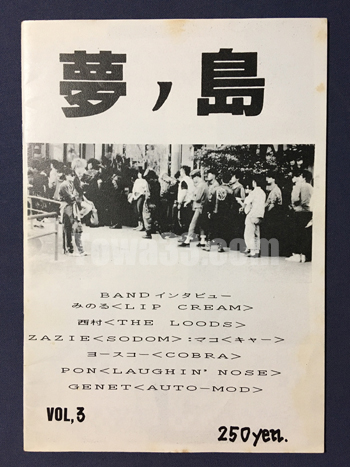 夢ノ島
BANDインタビュー
みのる<LIP CREAM>
西村<THE LOODS>
ZAZIE<SODOM>:マコ<キャー>
ヨースコー<COBRA>
PON<LAUGHIN' NOSE>
GENET<AUTO-MOD>
VOL,3
250yen.